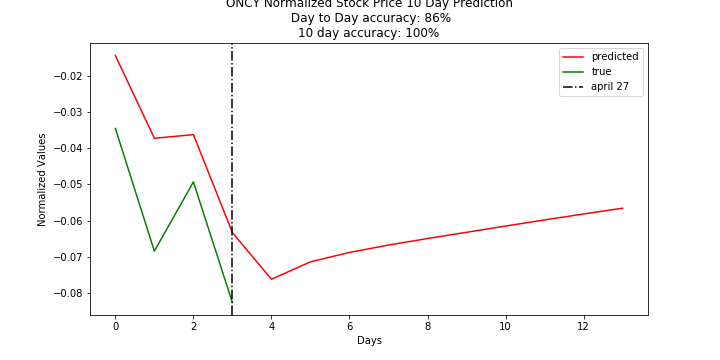 ONCY Normalized Stock Price 10 Day Prediction
Day to Day accuracy: 86%
10 day accuracy: 100%
predicted
true
april 27
−0.02
−0.03
−0.04
−0.05
−0.06
−0.07
−0.08
Normalized Values
0 2 4 6 8 10 12
Days